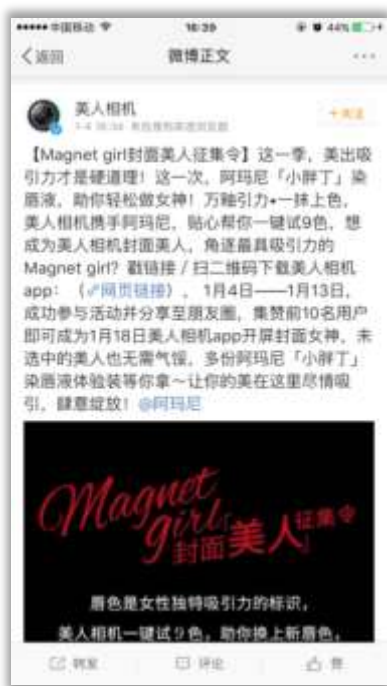 中国移动 16:39 44%
返回 微博正文 ···
美人相机
+关注
【Magnet girl封面美人征集令】这一季，美出吸
引力才是硬道理！这一次，阿玛尼「小胖丁」染
唇液，助你轻松做女神！万釉引力•一抹上色，
美人相机携手阿玛尼，贴心帮你一键试9色，想
成为美人相机封面美人，角逐最具吸引力的
Magnet girl？戳链接 / 扫二维码下载美人相机
app：（网页链接），1月4日——1月13日，
成功参与活动并分享至朋友圈，集赞前10名用户
即可成为1月18日美人相机app开屏封面女神，未
选中的美人也无需气馁，多份阿玛尼「小胖丁」
染唇液体验装等你拿～让你的美在这里尽情吸
引，肆意绽放！@阿玛尼
Magnet
girl『
封面美人』征集令
唇色是女性独特吸引力的标识，
美人相机一键试9色，助你换上新唇色，
转发 评论 赞